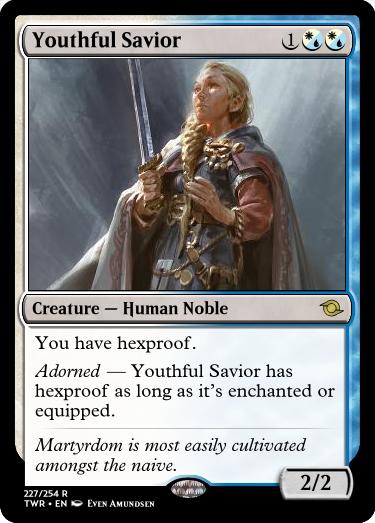 Youthful Savior 1
Creature — Human Noble
You have hexproof.
Adorned — Youthful Savior has
hexproof as long as it's enchanted or
equipped.
Martyrdom is most easily cultivated
amongst the naive.
2/2
227/254 R
TWR • EN Even Amundsen